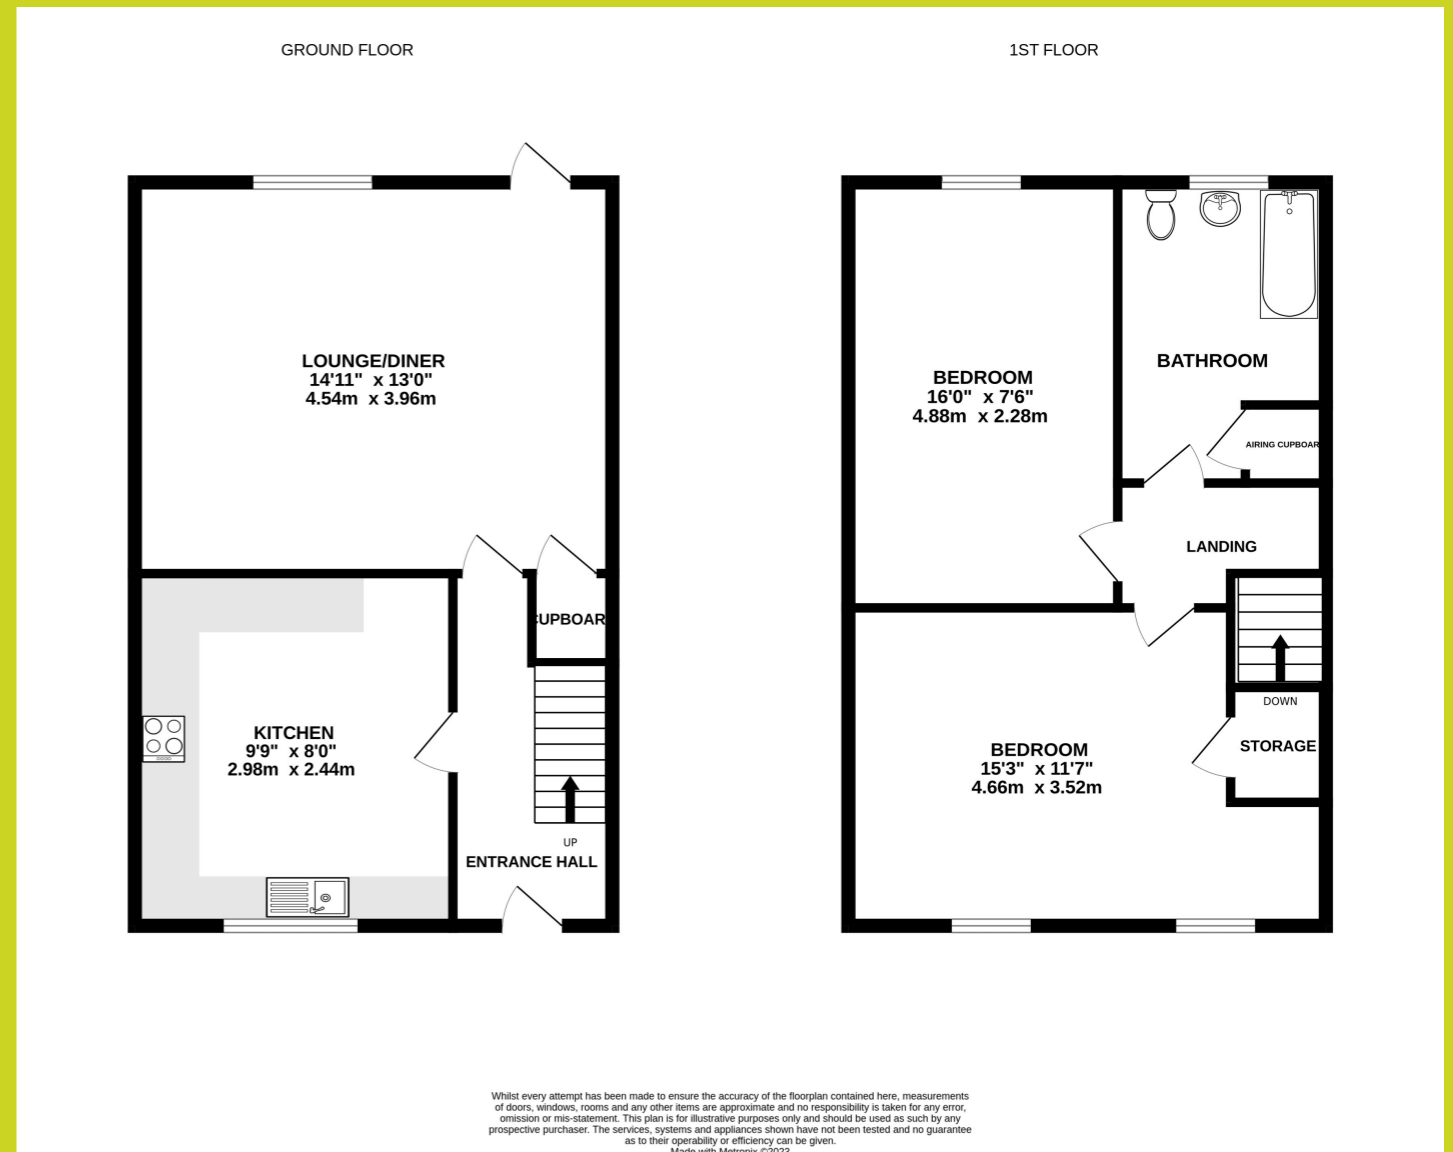 GROUND FLOOR
1ST FLOOR
LOUNGE/DINER
14'11" x 13'0"
4.54m x 3.96m
CUPBOAR
KITCHEN
9'9" x 8'0"
2.98m x 2.44m
UP
ENTRANCE HALL
BEDROOM
16'0" x 7'6"
4.88m x 2.28m
BATHROOM
AIRING CUPBOAR
LANDING
DOWN
STORAGE
BEDROOM
15'3" x 11'7"
4.66m x 3.52m
Whilst every attempt has been made to ensure the accuracy of the floorplan contained here, measurements
of doors, windows, rooms and any other items are approximate and no responsibility is taken for any error,
omission or mis-statement. This plan is for illustrative purposes only and should be used as such by any
prospective purchaser. The services, systems and appliances shown have not been tested and no guarantee
as to their operability or efficiency can be given.
Made with Metropix ©2023